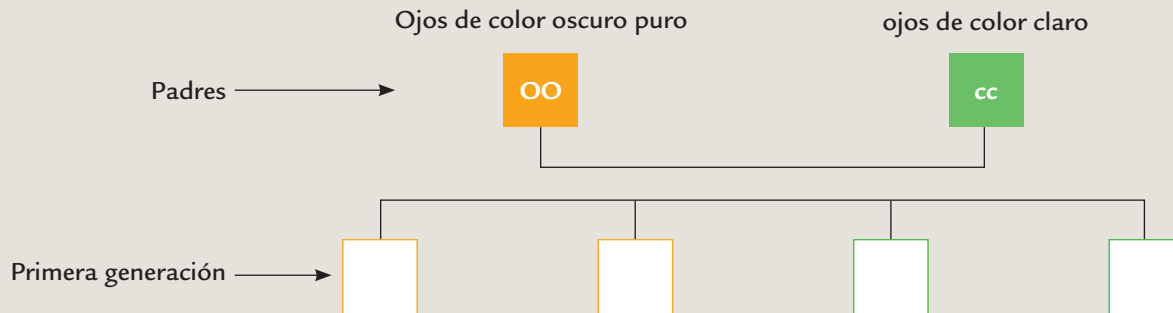 Ojos de color oscuro puro
ojos de color claro
Padres
OO
cc
Primera generación